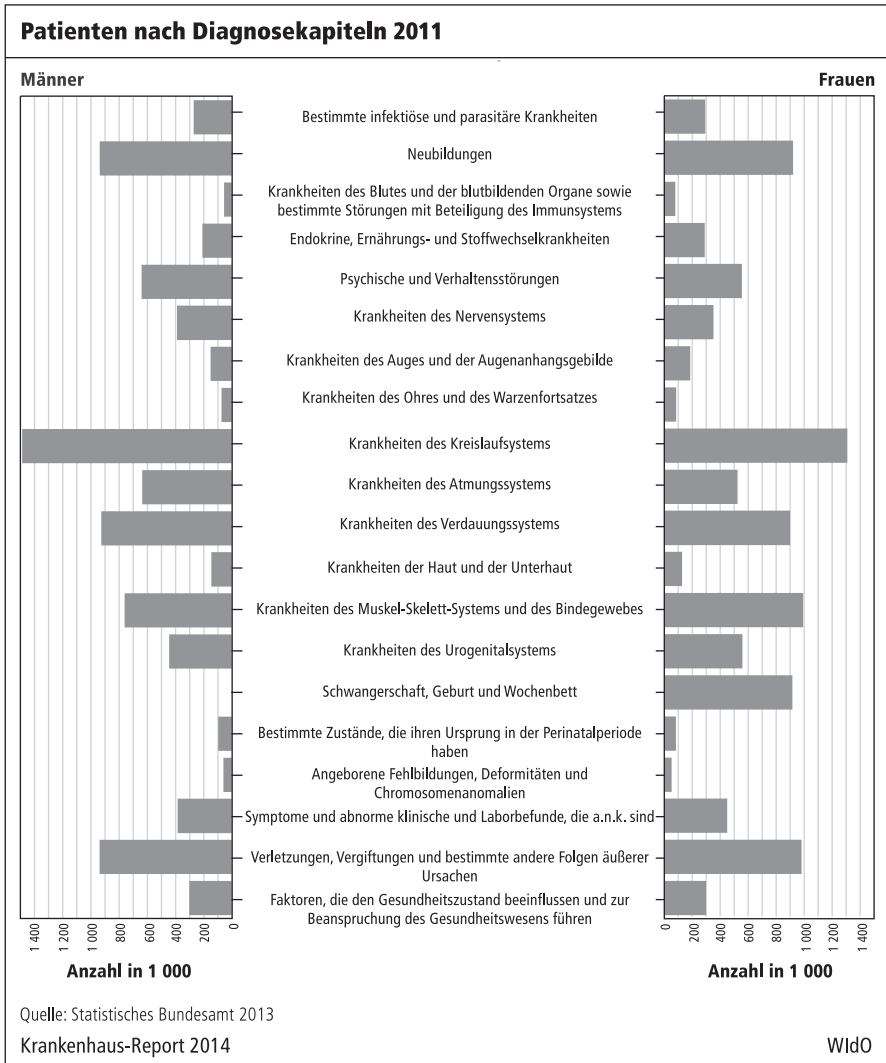 Patienten nach Diagnosekapiteln 2011
Männer
Frauen
Bestimmte infektiöse und parasitäre Krankheiten
Neubildungen
Krankheiten des Blutes und der blutbildenden Organe sowie
bestimmte Störungen mit Beteiligung des Immunsystems
Endokrine, Ernährungs- und Stoffwechselkrankheiten
Psychische und Verhaltensstörungen
Krankheiten des Nervensystems
Krankheiten des Auges und der Augenanhangsgebilde
Krankheiten des Ohres und des Warzenfortsatzes
Krankheiten des Kreislaufsystems
Krankheiten des Atmungssystems
Krankheiten des Verdauungssystems
Krankheiten der Haut und der Unterhaut
Krankheiten des Muskel-Skelett-Systems und des Bindegewebes
Krankheiten des Urogenitalsystems
Schwangerschaft, Geburt und Wochenbett
Bestimmte Zustände, die ihren Ursprung in der Perinatalperiode
haben
Angeborene Fehlbildungen, Deformitäten und
Chromosomenanomalien
Symptome und abnorme klinische und Laborbefunde, die a.n.k. sind
Verletzungen, Vergiftungen und bestimmte andere Folgen äußerer
Ursachen
Faktoren, die den Gesundheitszustand beeinflussen und zur
Beanspruchung des Gesundheitswesens führen
1 400 1 200 1 000 800 600 400 200 0
0 200 400 600 800 1 000 1 200 1 400
Anzahl in 1 000
Anzahl in 1 000
Quelle: Statistisches Bundesamt 2013
Krankenhaus-Report 2014
WIdO